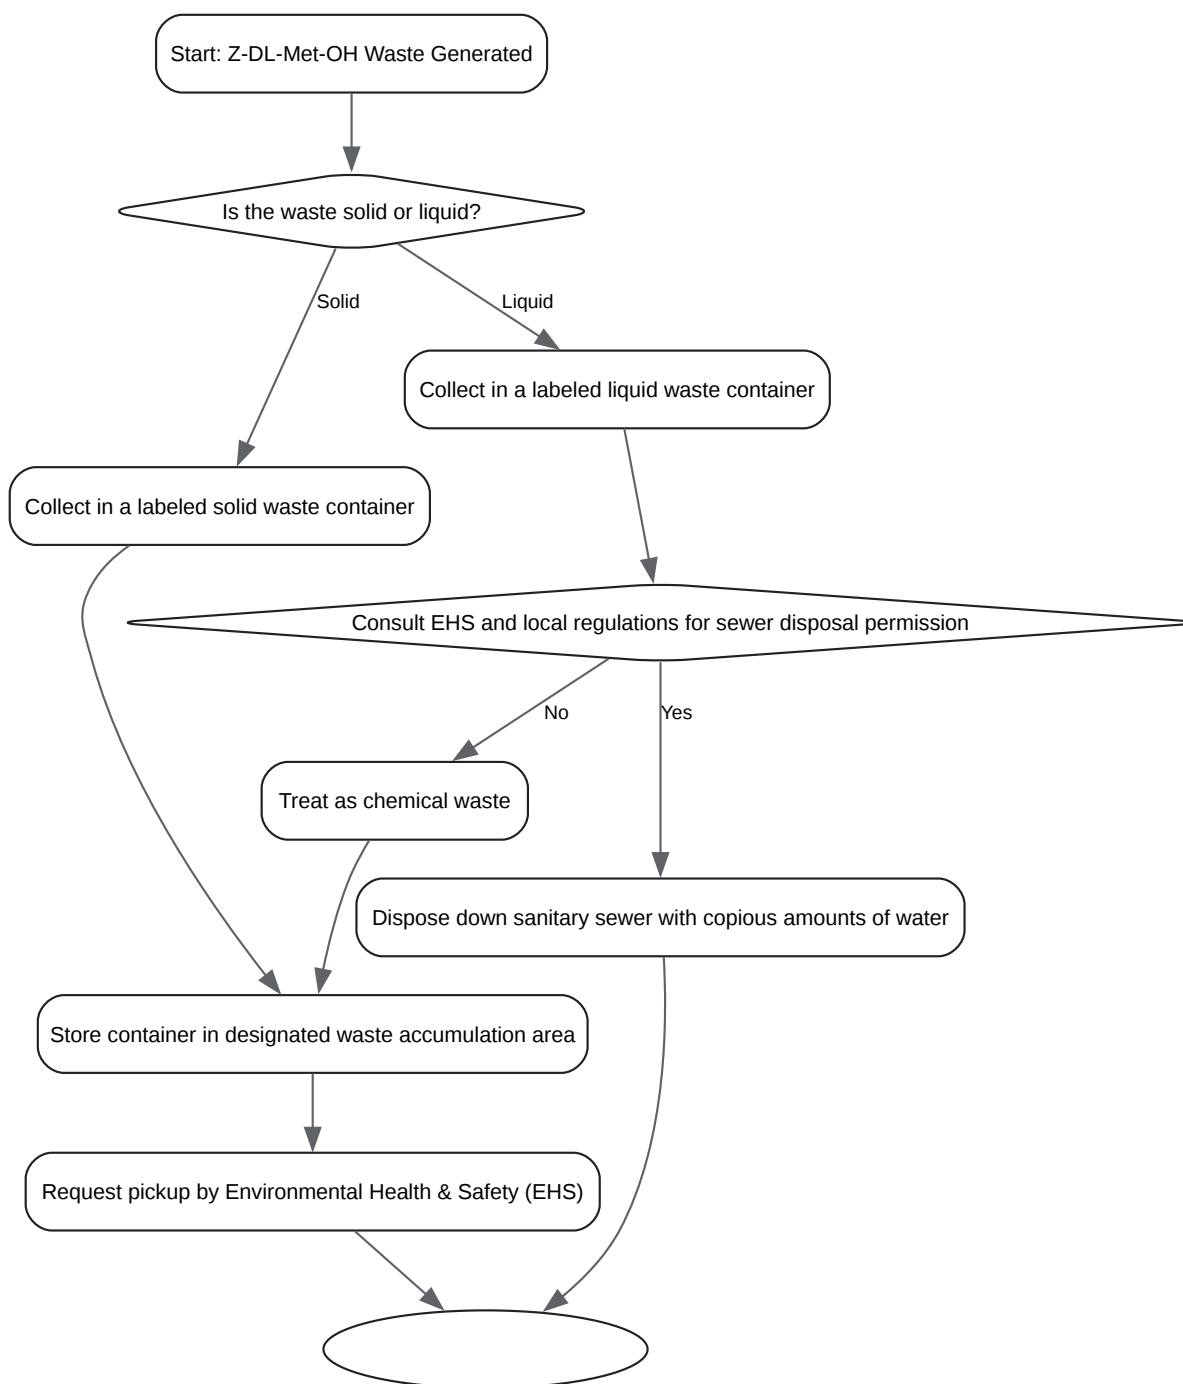 Start: Z-DL-Met-OH Waste Generated
Is the waste solid or liquid?
Solid
Liquid
Collect in a labeled liquid waste container
Collect in a labeled solid waste container
Consult EHS and local regulations for sewer disposal permission
No
Yes
Treat as chemical waste
Dispose down sanitary sewer with copious amounts of water
Store container in designated waste accumulation area
Request pickup by Environmental Health & Safety (EHS)